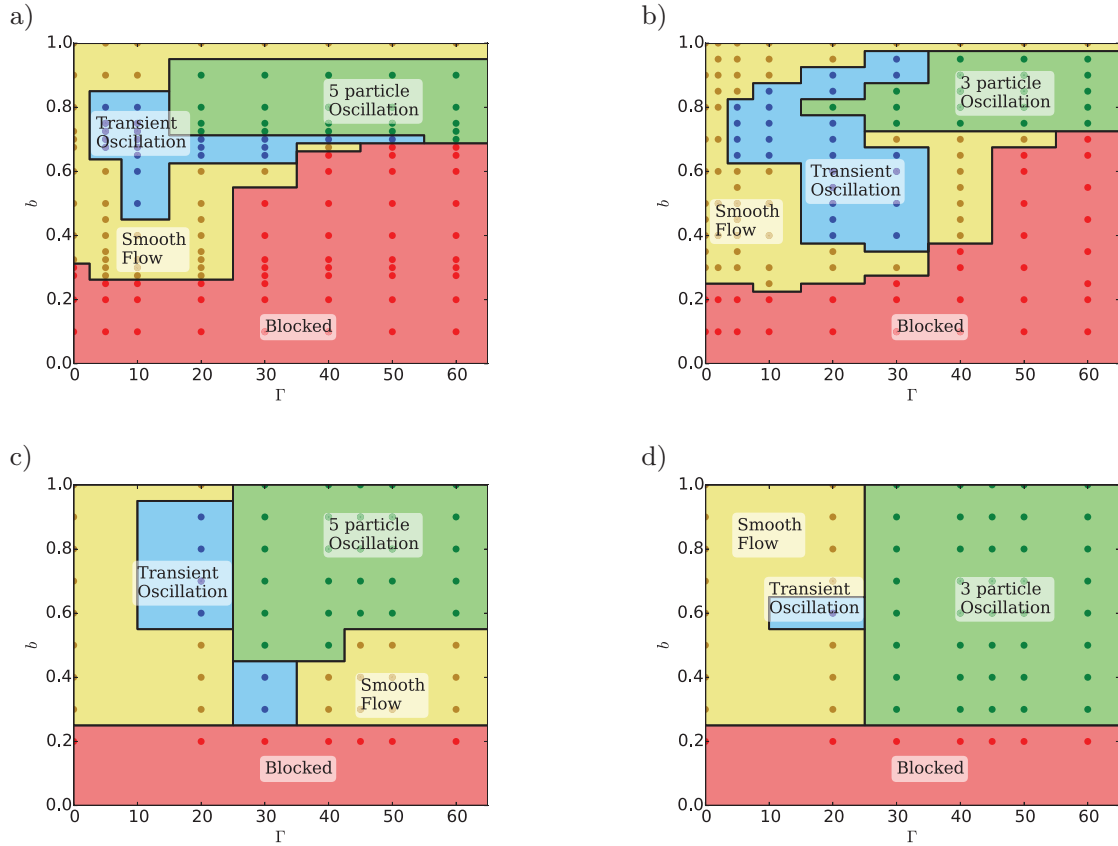 a)
1.0
0.8
0.6
b
0.4
0.2
0.0
5 particle
Oscillation
Transient
Oscillation
Smooth
Flow
Blocked
0 10 20 30 40 50 60
Γ
b)
1.0
0.8
0.6
b
0.4
0.2
0.0
3 particle
Oscillation
Transient
Oscillation
Smooth
Flow
Blocked
0 10 20 30 40 50 60
Γ
c)
1.0
0.8
0.6
b
0.4
0.2
0.0
5 particle
Oscillation
Transient
Oscillation
Smooth
Flow
Blocked
0 10 20 30 40 50 60
Γ
d)
1.0
0.8
0.6
b
0.4
0.2
0.0
Smooth
Flow
Transient
Oscillation
3 particle
Oscillation
Blocked
0 10 20 30 40 50 60
Γ